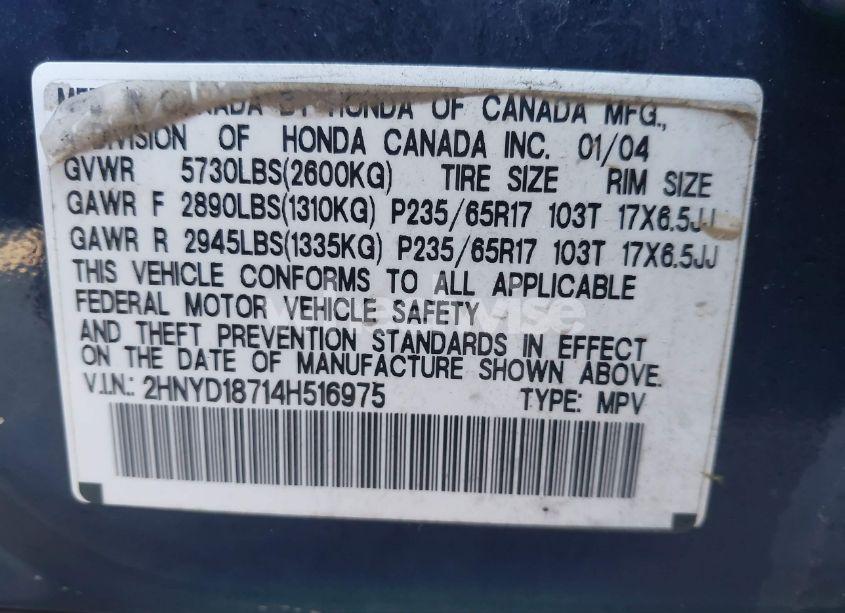 CANADA BY HONDA OF CANADA MFG.,
DIVISION OF HONDA CANADA INC. 01/04
GVWR 5730LBS(2600KG) TIRE SIZE RIM SIZE
GAWR F 2890LBS(1310KG) P235/65R17 103T 17X6.5JJ
GAWR R 2945LBS(1335KG) P235/65R17 103T 17X6.5JJ
THIS VEHICLE CONFORMS TO ALL APPLICABLE
FEDERAL MOTOR VEHICLE SAFETY
AND THEFT PREVENTION STANDARDS IN EFFECT
ON THE DATE OF MANUFACTURE SHOWN ABOVE.
V.I.N.: 2HNYD18714H516975 TYPE: MPV